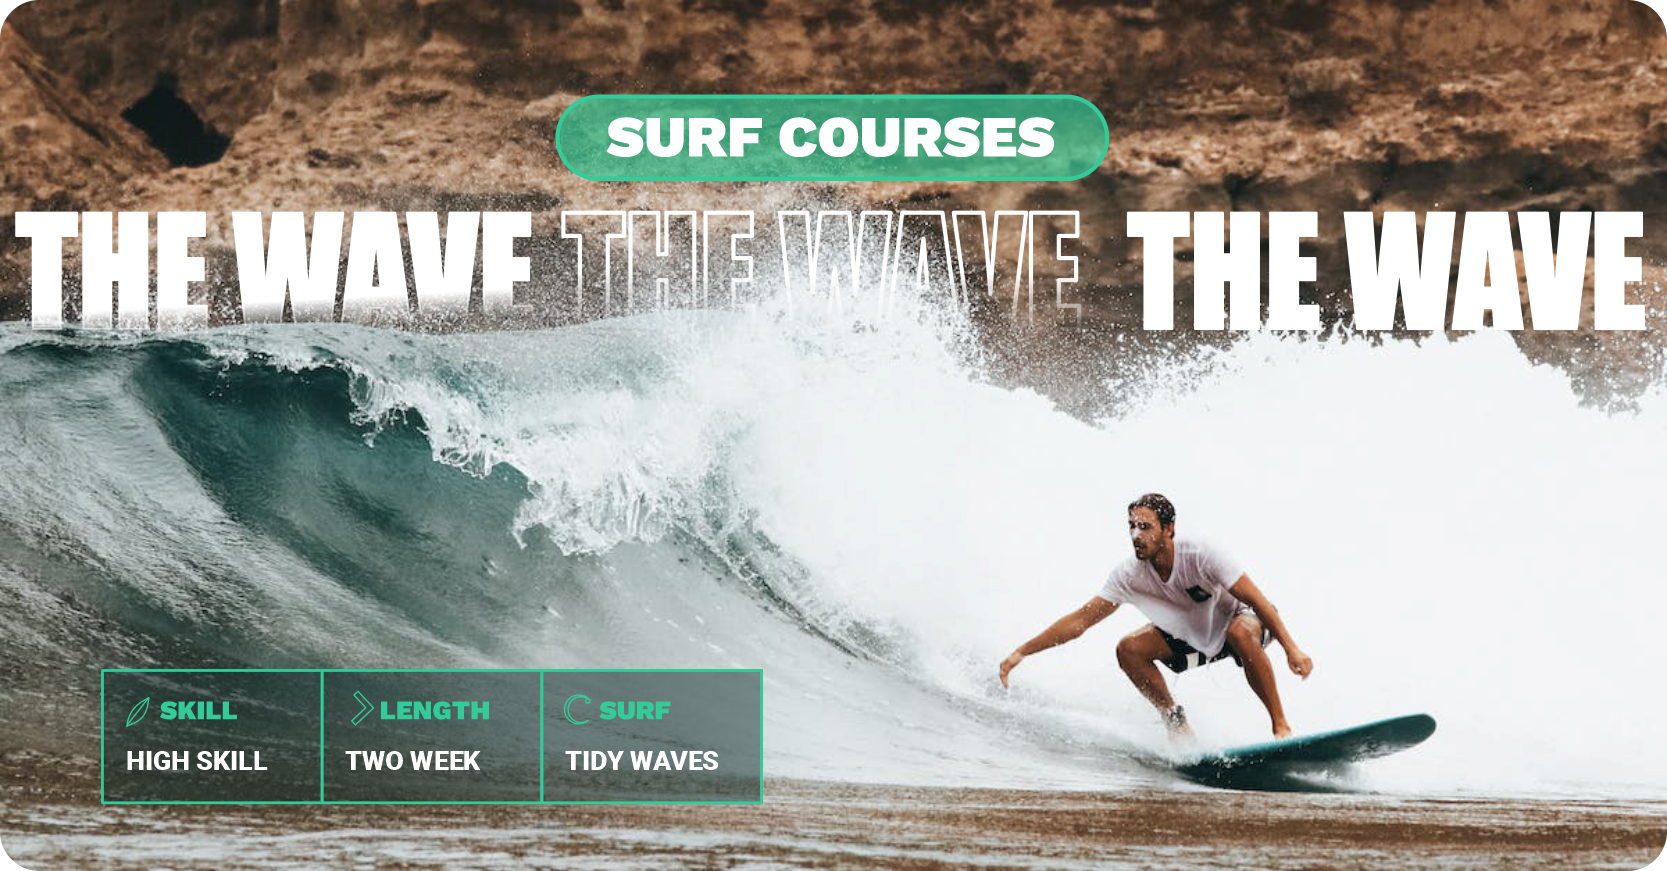 SURF COURSES
THE WAVE THE WAVE THE WAVE
SKILL LENGTH SURF
HIGH SKILL TWO WEEK TIDY WAVES